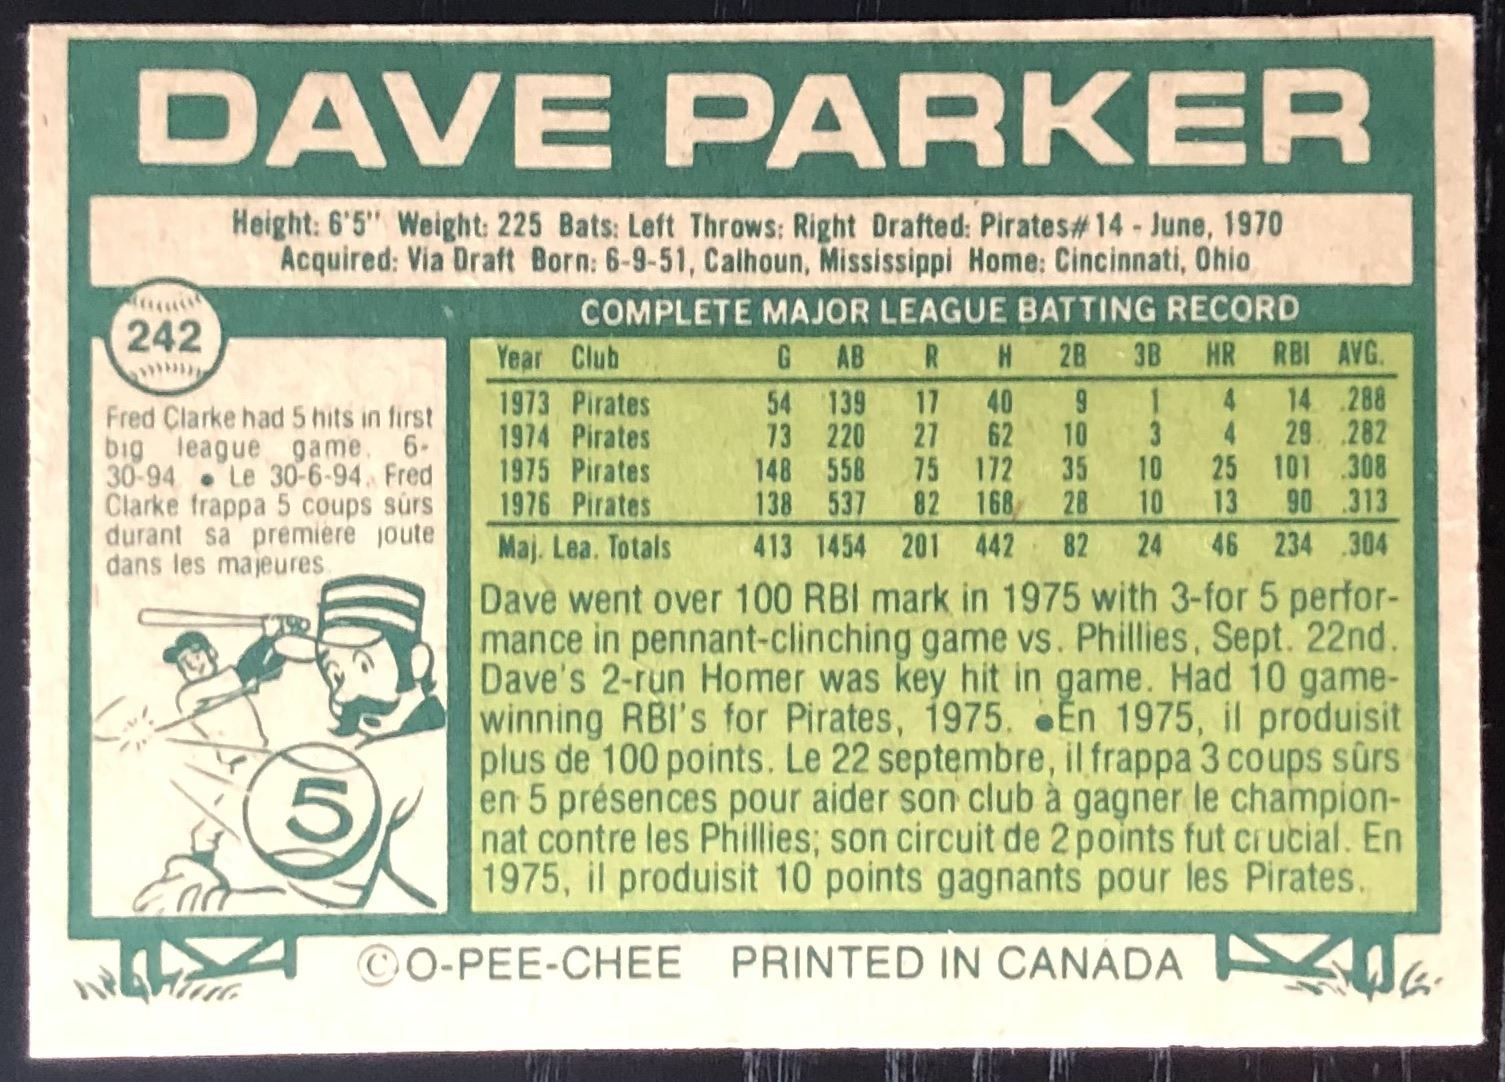 DAVE PARKER
Height: 6'5" Weight: 225 Bats: Left Throws: Right Drafted: Pirates#14 - June, 1970
Acquired: Via Draft Born: 6-9-51, Calhoun, Mississippi Home: Cincinnati, Ohio
242
Fred Clarke had 5 hits in first
big league game. 6-
30-94 • Le 30-6-94, Fred
Clarke frappa 5 coups sûrs
durant sa première joute
dans les majeures.
5
COMPLETE MAJOR LEAGUE BATTING RECORD
Year Club G AB R H 2B 3B HR RBI AVG.
1973 Pirates 54 139 17 40 9 1 4 14 .288
1974 Pirates 73 220 27 62 10 3 4 29 .282
1975 Pirates 148 558 75 172 35 10 25 101 .308
1976 Pirates 138 537 82 168 28 10 13 90 .313
Maj. Lea. Totals 413 1454 201 442 82 24 46 234 .304
Dave went over 100 RBI mark in 1975 with 3-for 5 perfor-
mance in pennant-clinching game vs. Phillies, Sept. 22nd.
Dave's 2-run Homer was key hit in game. Had 10 game-
winning RBI's for Pirates, 1975. •En 1975, il produisit
plus de 100 points. Le 22 septembre, il frappa 3 coups sûrs
en 5 présences pour aider son club à gagner le champion-
nat contre les Phillies; son circuit de 2 points fut crucial. En
1975, il produisit 10 points gagnants pour les Pirates.
©O-PEE-CHEE PRINTED IN CANADA